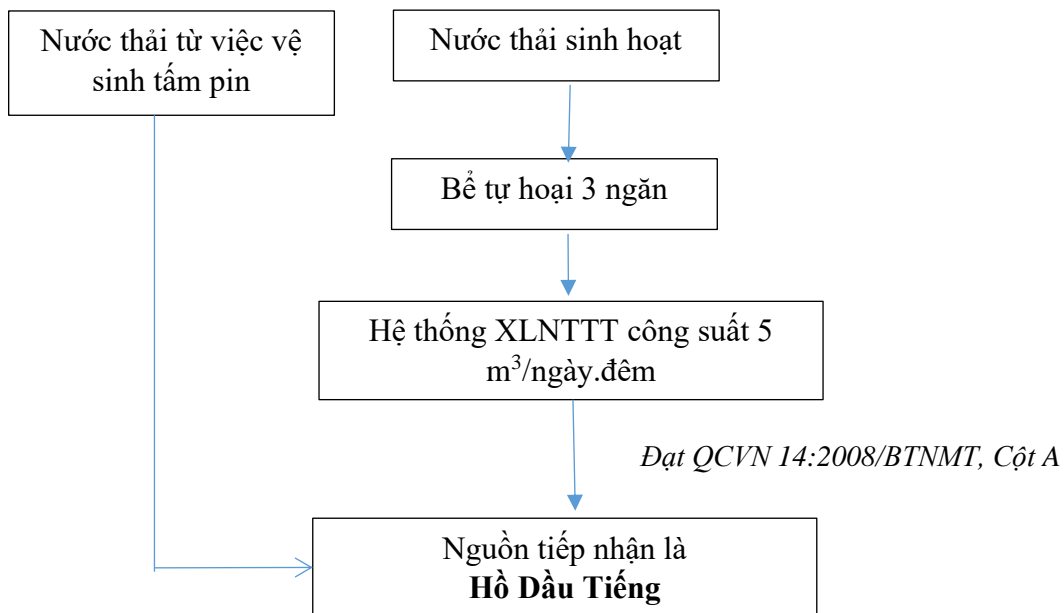 Nước thải từ việc vệ
sinh tấm pin
Nước thải sinh hoạt
Bể tự hoại 3 ngăn
Hệ thống XLNTTT công suất 5
m³/ngày.đêm
Đạt QCVN 14:2008/BTNMT, Cột A
Nguồn tiếp nhận là
Hồ Dầu Tiếng